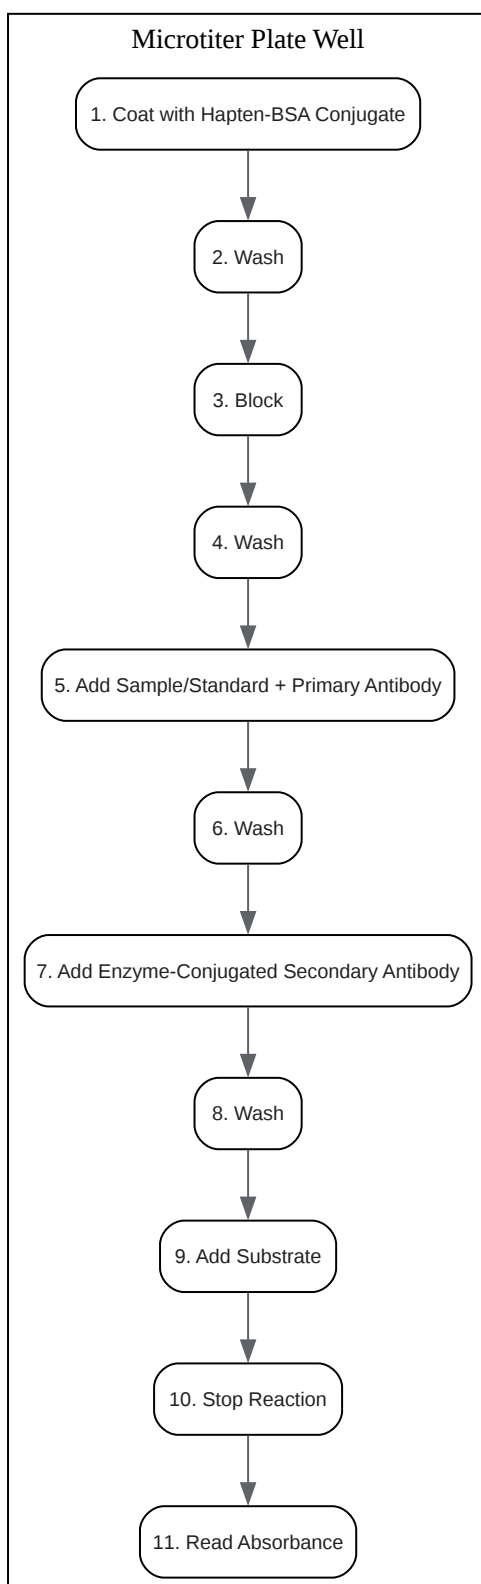 Microtiter Plate Well
1. Coat with Hapten-BSA Conjugate
2. Wash
3. Block
4. Wash
5. Add Sample/Standard + Primary Antibody
6. Wash
7. Add Enzyme-Conjugated Secondary Antibody
8. Wash
9. Add Substrate
10. Stop Reaction
11. Read Absorbance